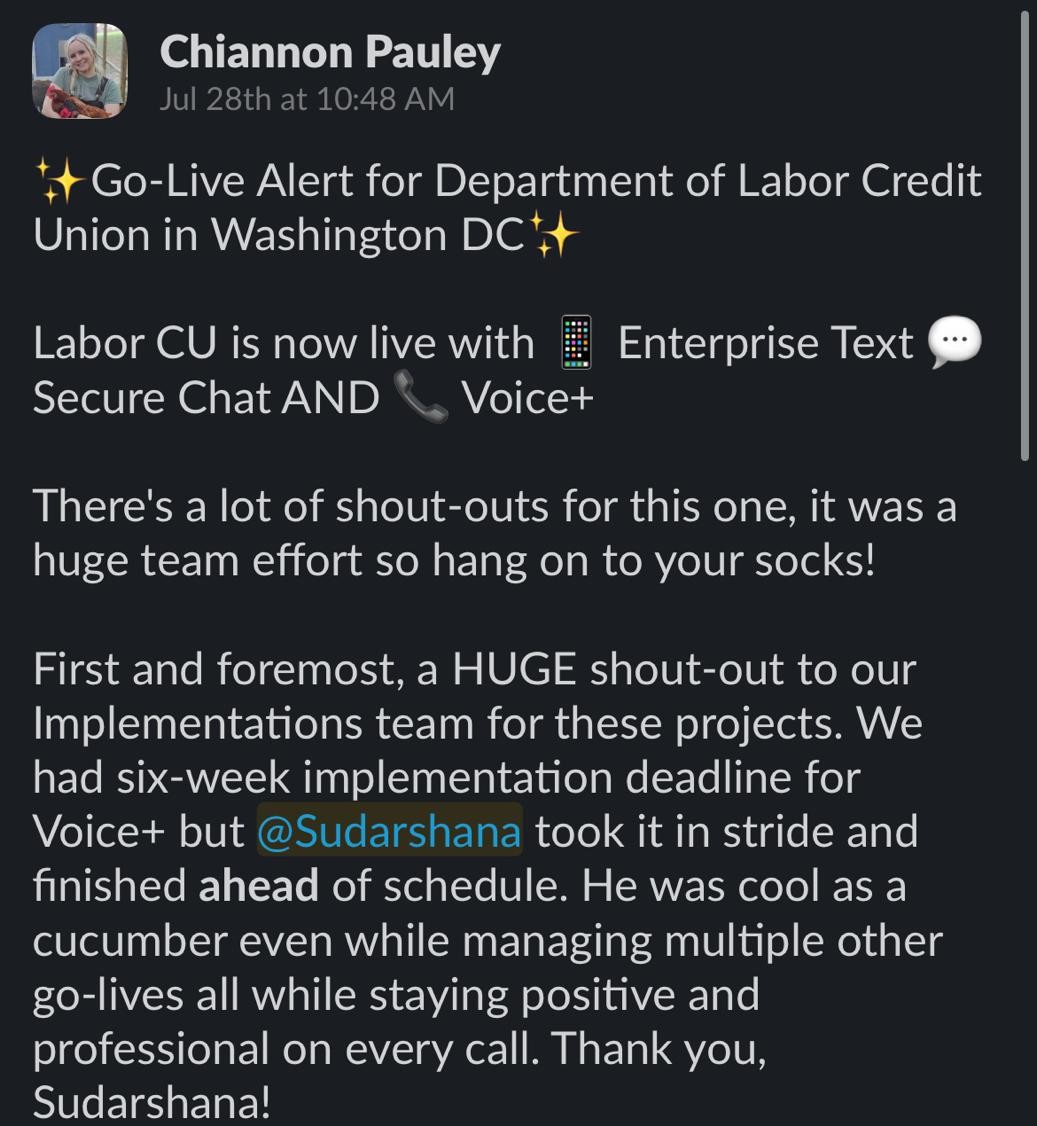 Chiannon Pauley
Jul 28th at 10:48 AM
✨Go-Live Alert for Department of Labor Credit
Union in Washington DC✨
Labor CU is now live with 📱 Enterprise Text 💬
Secure Chat AND 📞 Voice+
There's a lot of shout-outs for this one, it was a
huge team effort so hang on to your socks!
First and foremost, a HUGE shout-out to our
Implementations team for these projects. We
had six-week implementation deadline for
Voice+ but @Sudarshana took it in stride and
finished ahead of schedule. He was cool as a
cucumber even while managing multiple other
go-lives all while staying positive and
professional on every call. Thank you,
Sudarshana!